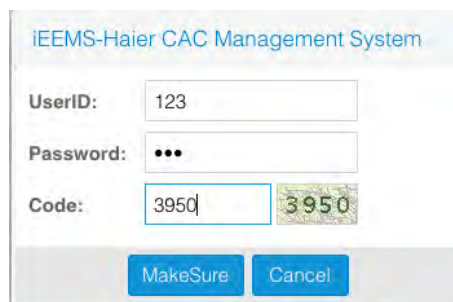 iEEMS-Haier CAC Management System
UserID: 123
Password: •••
Code: 3950 3950
MakeSure Cancel